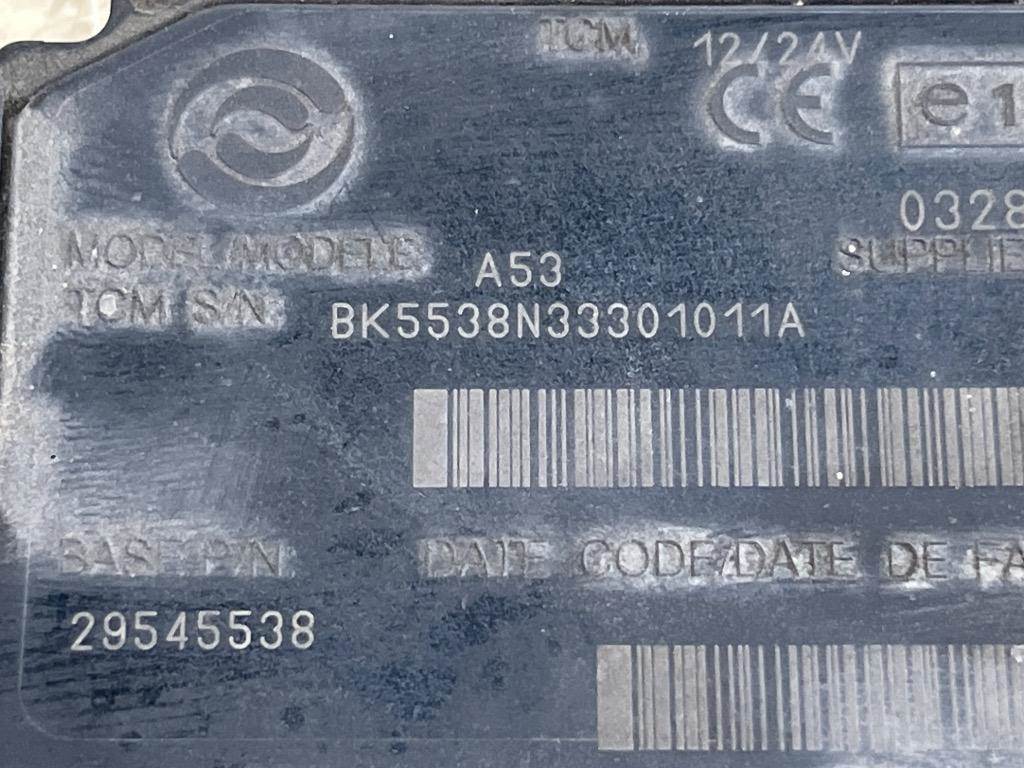 TCM 12/24V
CE e1
0328
MODEL/MODELE A53 SUPPLIE
TCM S/N BK5538N33301011A
BASE P/N DATE CODE/DATE DE FA
29545538